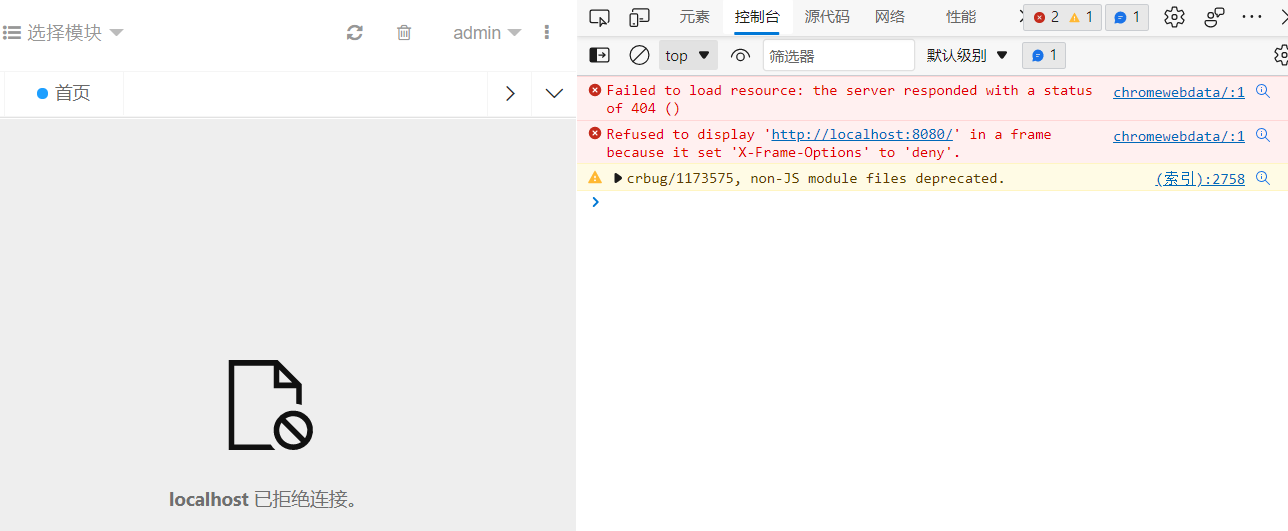 选择模块
admin
首页
localhost 已拒绝连接。
元素 控制台 源代码 网络 性能 2 1 1
top 筛选器 默认级别 1
Failed to load resource: the server responded with a status chromewebdata/:1
of 404 ()
Refused to display 'http://localhost:8080/' in a frame chromewebdata/:1
because it set 'X-Frame-Options' to 'deny'.
crbug/1173575, non-JS module files deprecated. (索引):2758